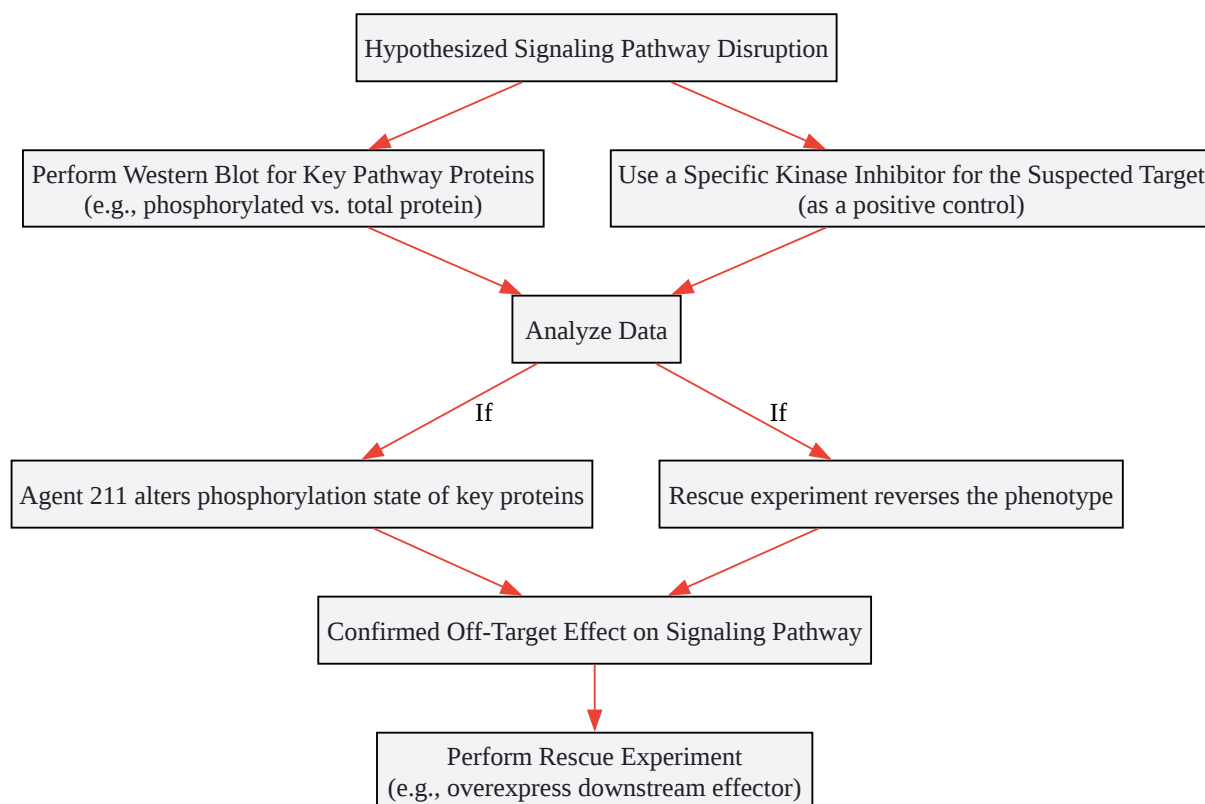 Hypothesized Signaling Pathway Disruption
Perform Western Blot for Key Pathway Proteins
(e.g., phosphorylated vs. total protein)
Use a Specific Kinase Inhibitor for the Suspected Target
(as a positive control)
Analyze Data
If
If
Agent 211 alters phosphorylation state of key proteins
Rescue experiment reverses the phenotype
Confirmed Off-Target Effect on Signaling Pathway
Perform Rescue Experiment
(e.g., overexpress downstream effector)